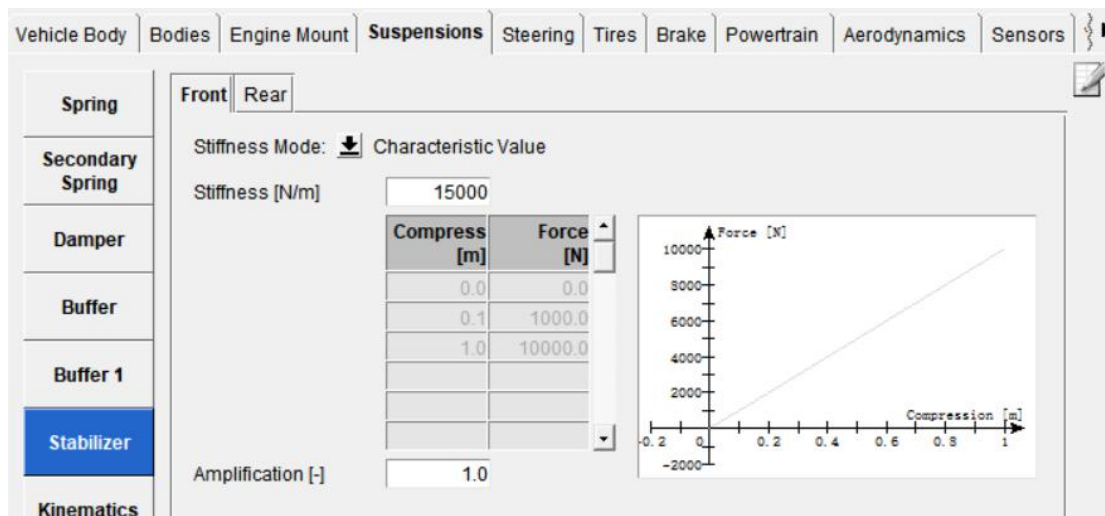 Vehicle Body Bodies Engine Mount Suspensions Steering Tires Brake Powertrain Aerodynamics Sensors
Spring
Secondary
Spring
Damper
Buffer
Buffer 1
Stabilizer
Kinematics
Front Rear
Stiffness Mode: Characteristic Value
Stiffness [N/m] 15000
Compress Force
[m] [N]
0.0 0.0
0.1 1000.0
1.0 10000.0
Amplification [-] 1.0
Force [N]
10000
8000
6000
4000
2000
Compression [m]
-0.2 0 0.2 0.4 0.6 0.8 1
-2000